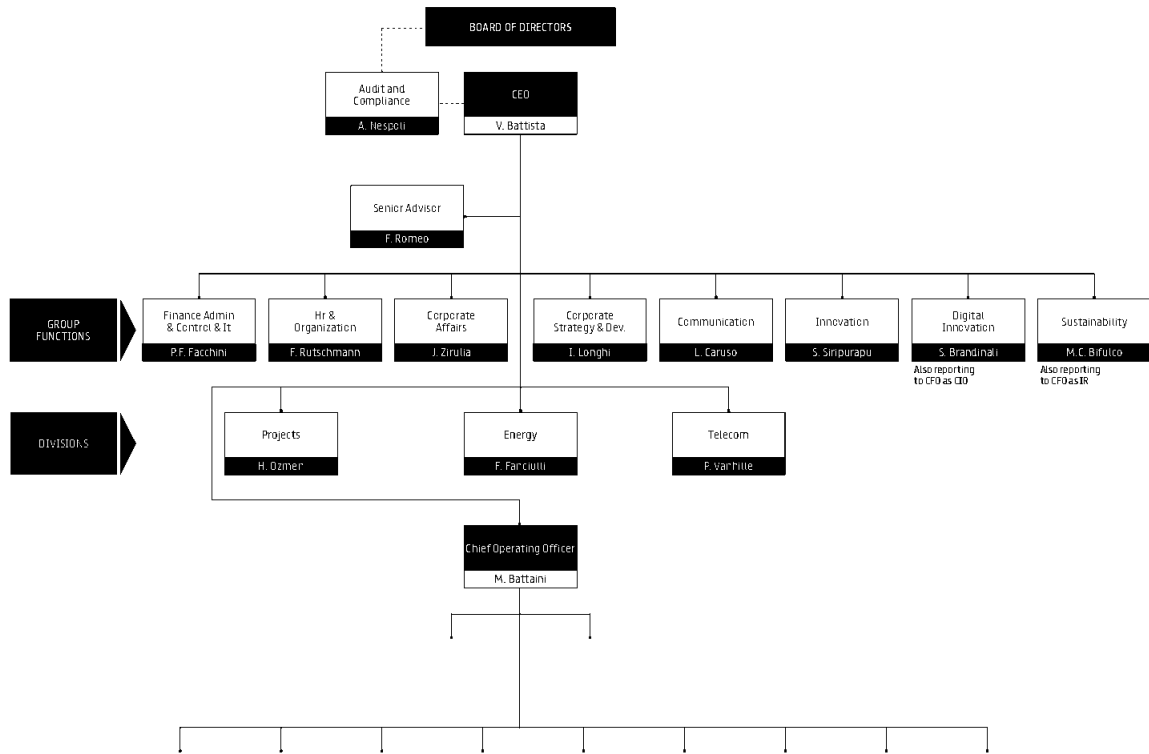 BOARD OF DIRECTORS
Audit and
Compliance
A. Nespoli
CEO
V. Battista
Senior Advisor
F. Romeo
GROUP
FUNCTIONS
Finance Admin
& Control & It
P.F. Facchini
Hr &
Organization
F. Rutschmann
Corporate
Affairs
J. Zirulia
Corporate
Strategy & Dev.
I. Longhi
Communication
L. Caruso
Innovation
S. Siripurapu
Digital
Innovation
S. Brandinali
Also reporting
to CFO as CIO
Sustainability
M.C. Bifulco
Also reporting
to CFO as IR
DIVISIONS
Projects
H. Ozmen
Energy
F. Fanciulli
Telecom
P. Vanhille
Chief Operating Officer
M. Battaini